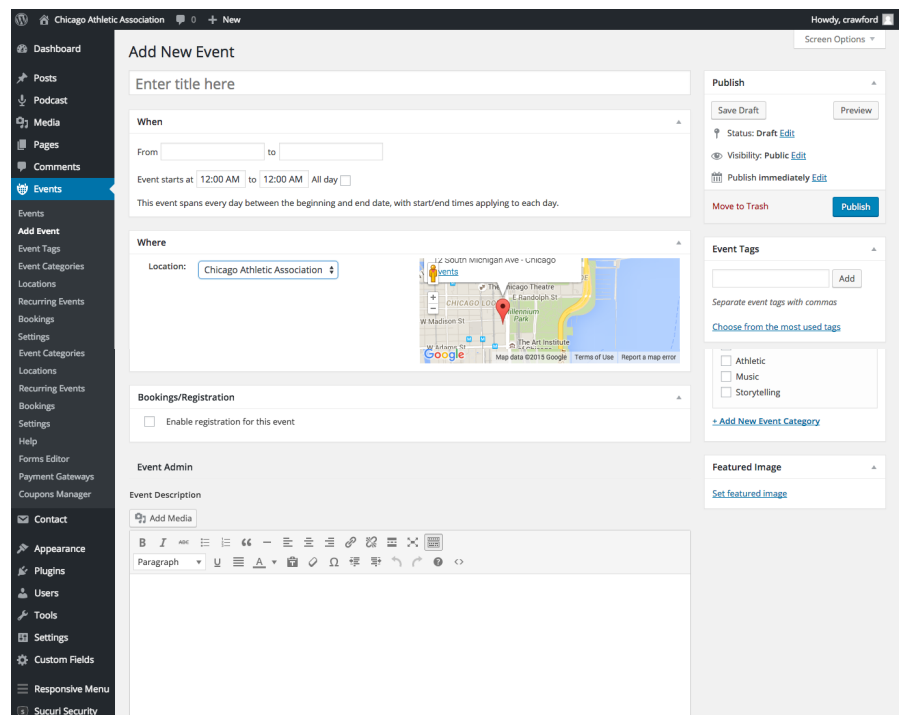 Chicago Athletic Association 0 + New
Howdy, crawford
Screen Options
Dashboard
Posts
Podcast
Media
Pages
Comments
Events
Events
Add Event
Event Tags
Event Categories
Locations
Recurring Events
Bookings
Settings
Event Categories
Locations
Recurring Events
Bookings
Settings
Help
Forms Editor
Payment Gateways
Coupons Manager
Contact
Appearance
Plugins
Users
Tools
Settings
Custom Fields
Responsive Menu
Sucuri Security
Add New Event
Enter title here
When
From to
Event starts at 12:00 AM to 12:00 AM All day
This event spans every day between the beginning and end date, with start/end times applying to each day.
Where
Location: Chicago Athletic Association
12 South Michigan Ave - Chicago
Events
Chicago Theatre
E Randolph St
CHICAGO LOOP
Millennium
Park
W Madison St
The Art Institute
of Chicago
W Adams St
Google Map data ©2015 Google Terms of Use Report a map error
Bookings/Registration
Enable registration for this event
Event Admin
Event Description
Add Media
B I ABC
Paragraph U A Ω
Publish
Save Draft Preview
Status: Draft Edit
Visibility: Public Edit
Publish immediately Edit
Move to Trash Publish
Event Tags
Add
Separate event tags with commas
Choose from the most used tags
Athletic
Music
Storytelling
+ Add New Event Category
Featured Image
Set featured image